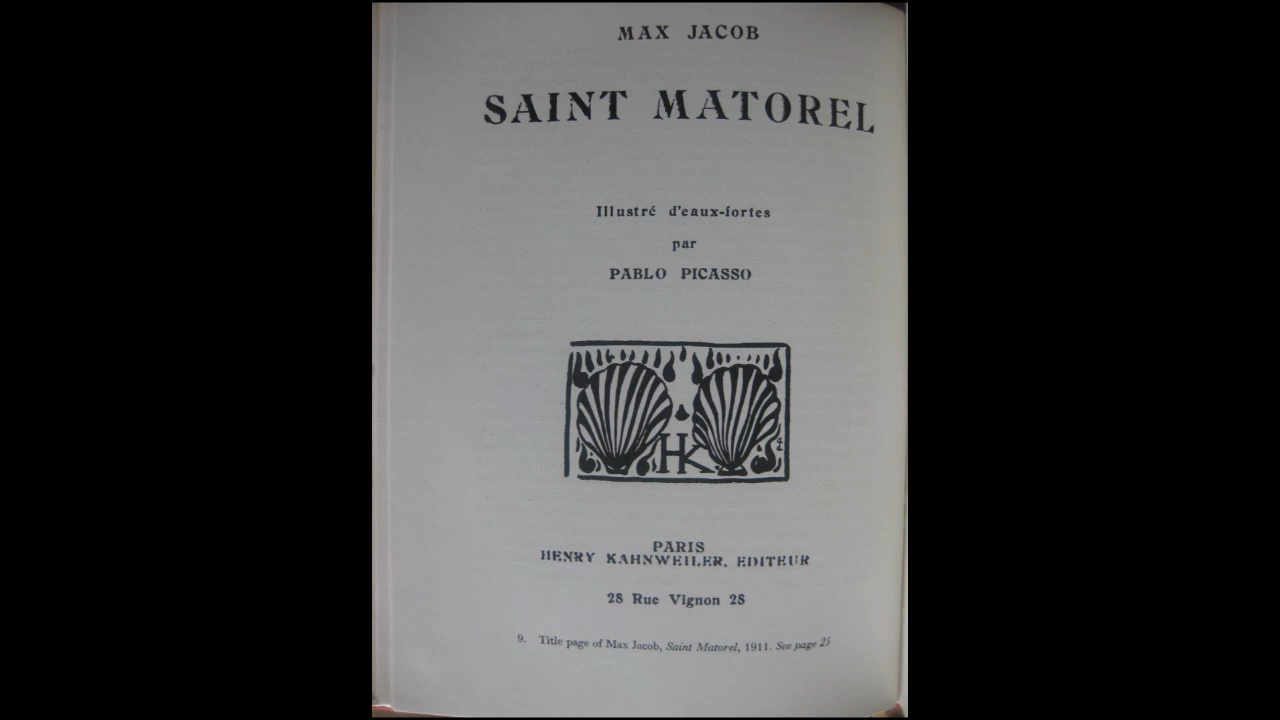 MAX JACOB
SAINT MATOREL
Illustré d'eaux-fortes
par
PABLO PICASSO
HK
PARIS
HENRY KAHNWEILER, EDITEUR
28 Rue Vignon 28
9. Title page of Max Jacob, Saint Matorel, 1911. See page 25